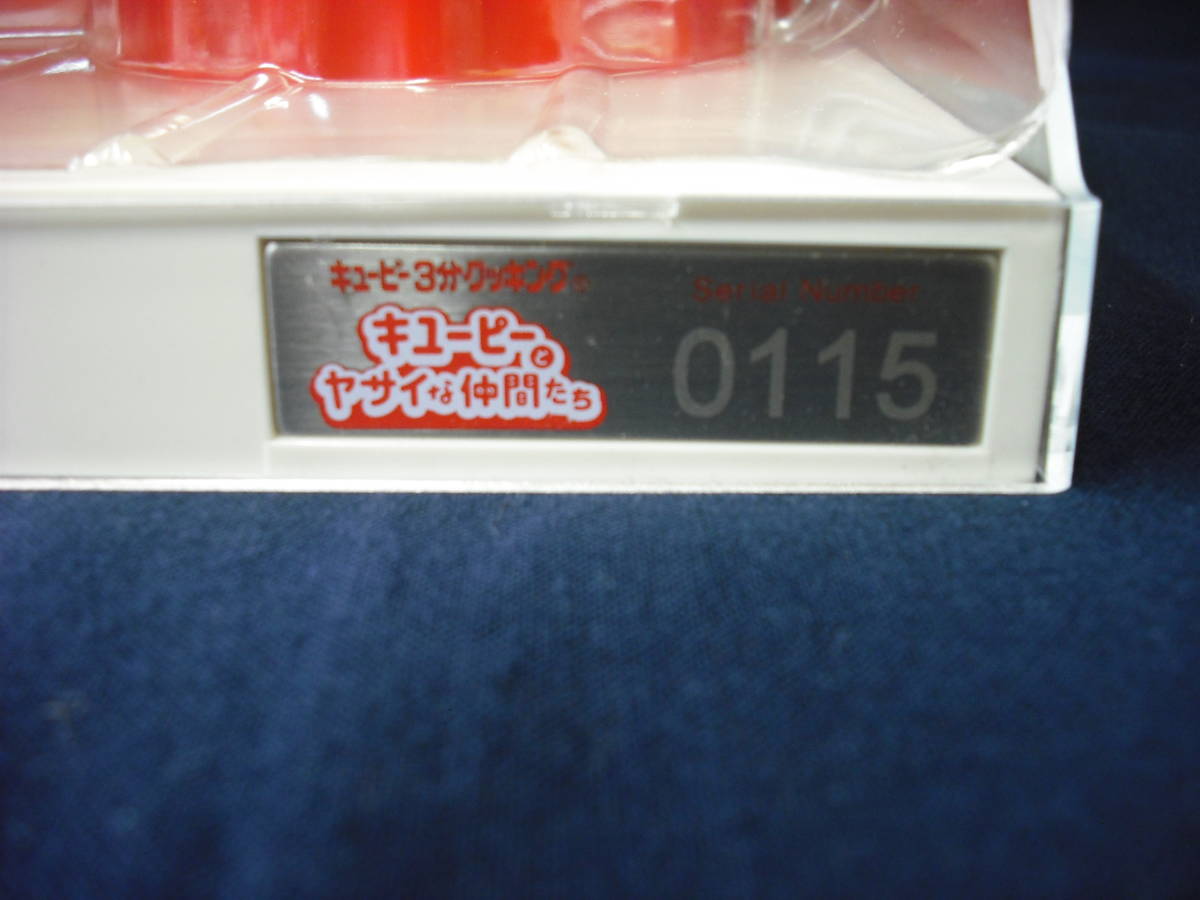 キューピー3分クッキング
キユーピーと
ヤサイな仲間たち
Serial Number
0115